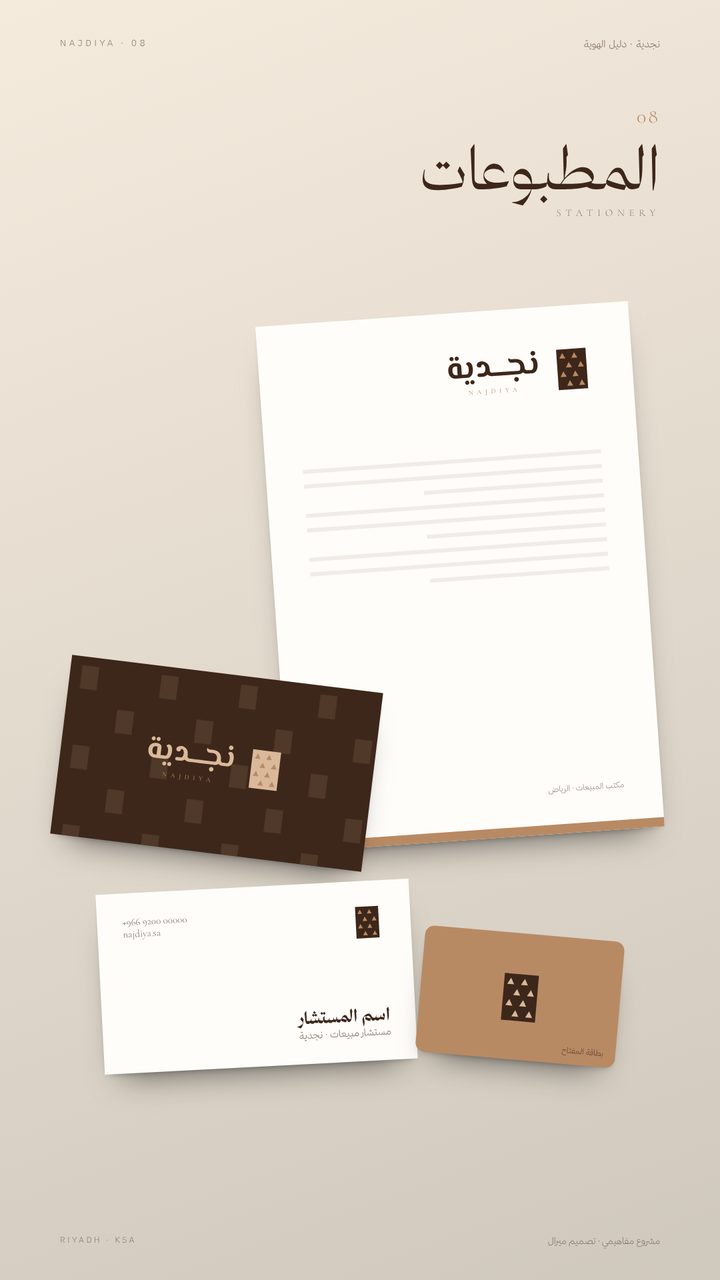 NAJDIYA · 08
نجدية · دليل الهوية
08
المطبوعات
STATIONERY
نجـدية
NAJDIYA
مكتب المبيعات · الرياض
نجـدية
NAJDIYA
+966 9200 00000
najdiya.sa
اسم المستشار
مستشار مبيعات · نجدية
بطاقة المفتاح
RIYADH · KSA
مشروع مفاهيمي · تصميم ميرال